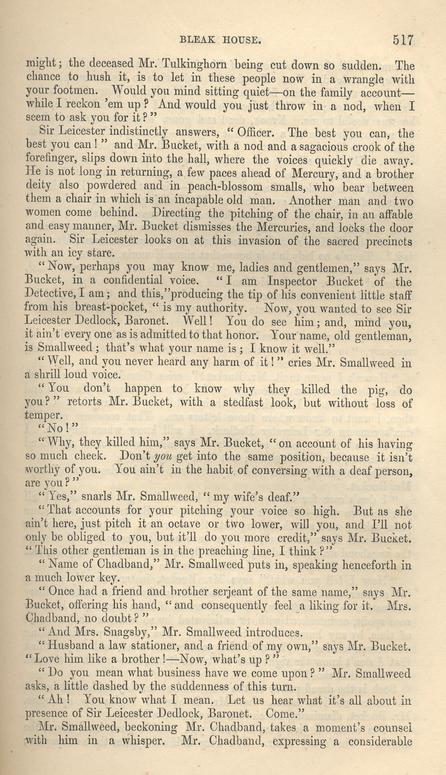 BLEAK HOUSE. 517
might; the deceased Mr. Tulkinghorn being cut down so sudden. The
chance to hush it, is to let in these people now in a wrangle with
your footmen. Would you mind sitting quiet—on the family account—
while I reckon 'em up? And would you just throw in a nod, when I
seem to ask you for it?"
Sir Leicester indistinctly answers, "Officer. The best you can, the
best you can!" and Mr. Bucket, with a nod and a sagacious crook of the
forefinger, slips down into the hall, where the voices quickly die away.
He is not long in returning, a few paces ahead of Mercury, and a brother
deity also powdered and in peach-blossom smalls, who bear between
them a chair in which is an incapable old man. Another man and two
women come behind. Directing the pitching of the chair, in an affable
and easy manner, Mr. Bucket dismisses the Mercuries, and locks the door
again. Sir Leicester looks on at this invasion of the sacred precincts
with an icy stare.
"Now, perhaps you may know me, ladies and gentlemen," says Mr.
Bucket, in a confidential voice. "I am Inspector Bucket of the
Detective, I am; and this,"producing the tip of his convenient little staff
from his breast-pocket, "is my authority. Now, you wanted to see Sir
Leicester Dedlock, Baronet. Well! You do see him; and, mind you,
it ain't every one as is admitted to that honor. Your name, old gentleman,
is Smallweed; that's what your name is; I know it well."
"Well, and you never heard any harm of it!" cries Mr. Smallweed in
a shrill loud voice.
"You don't happen to know why they killed the pig, do
you?" retorts Mr. Bucket, with a stedfast look, but without loss of
temper.
"No!"
"Why, they killed him," says Mr. Bucket, "on account of his having
so much cheek. Don't you get into the same position, because it isn't
worthy of you. You ain't in the habit of conversing with a deaf person,
are you?"
"Yes," snarls Mr. Smallweed, "my wife's deaf."
"That accounts for your pitching your voice so high. But as she
ain't here, just pitch it an octave or two lower, will you, and I'll not
only be obliged to you, but it'll do you more credit," says Mr. Bucket.
"This other gentleman is in the preaching line, I think?"
"Name of Chadband," Mr. Smallweed puts in, speaking henceforth in
a much lower key.
"Once had a friend and brother serjeant of the same name," says Mr.
Bucket, offering his hand, "and consequently feel a liking for it. Mrs.
Chadband, no doubt?"
"And Mrs. Snagsby," Mr. Smallweed introduces.
"Husband a law stationer, and a friend of my own," says Mr. Bucket.
"Love him like a brother!—Now, what's up?"
"Do you mean what business have we come upon?" Mr. Smallweed
asks, a little dashed by the suddenness of this turn.
"Ah! You know what I mean. Let us hear what it's all about in
presence of Sir Leicester Dedlock, Baronet. Come."
Mr. Smallweed, beckoning Mr. Chadband, takes a moment's counsel
with him in a whisper. Mr. Chadband, expressing a considerable